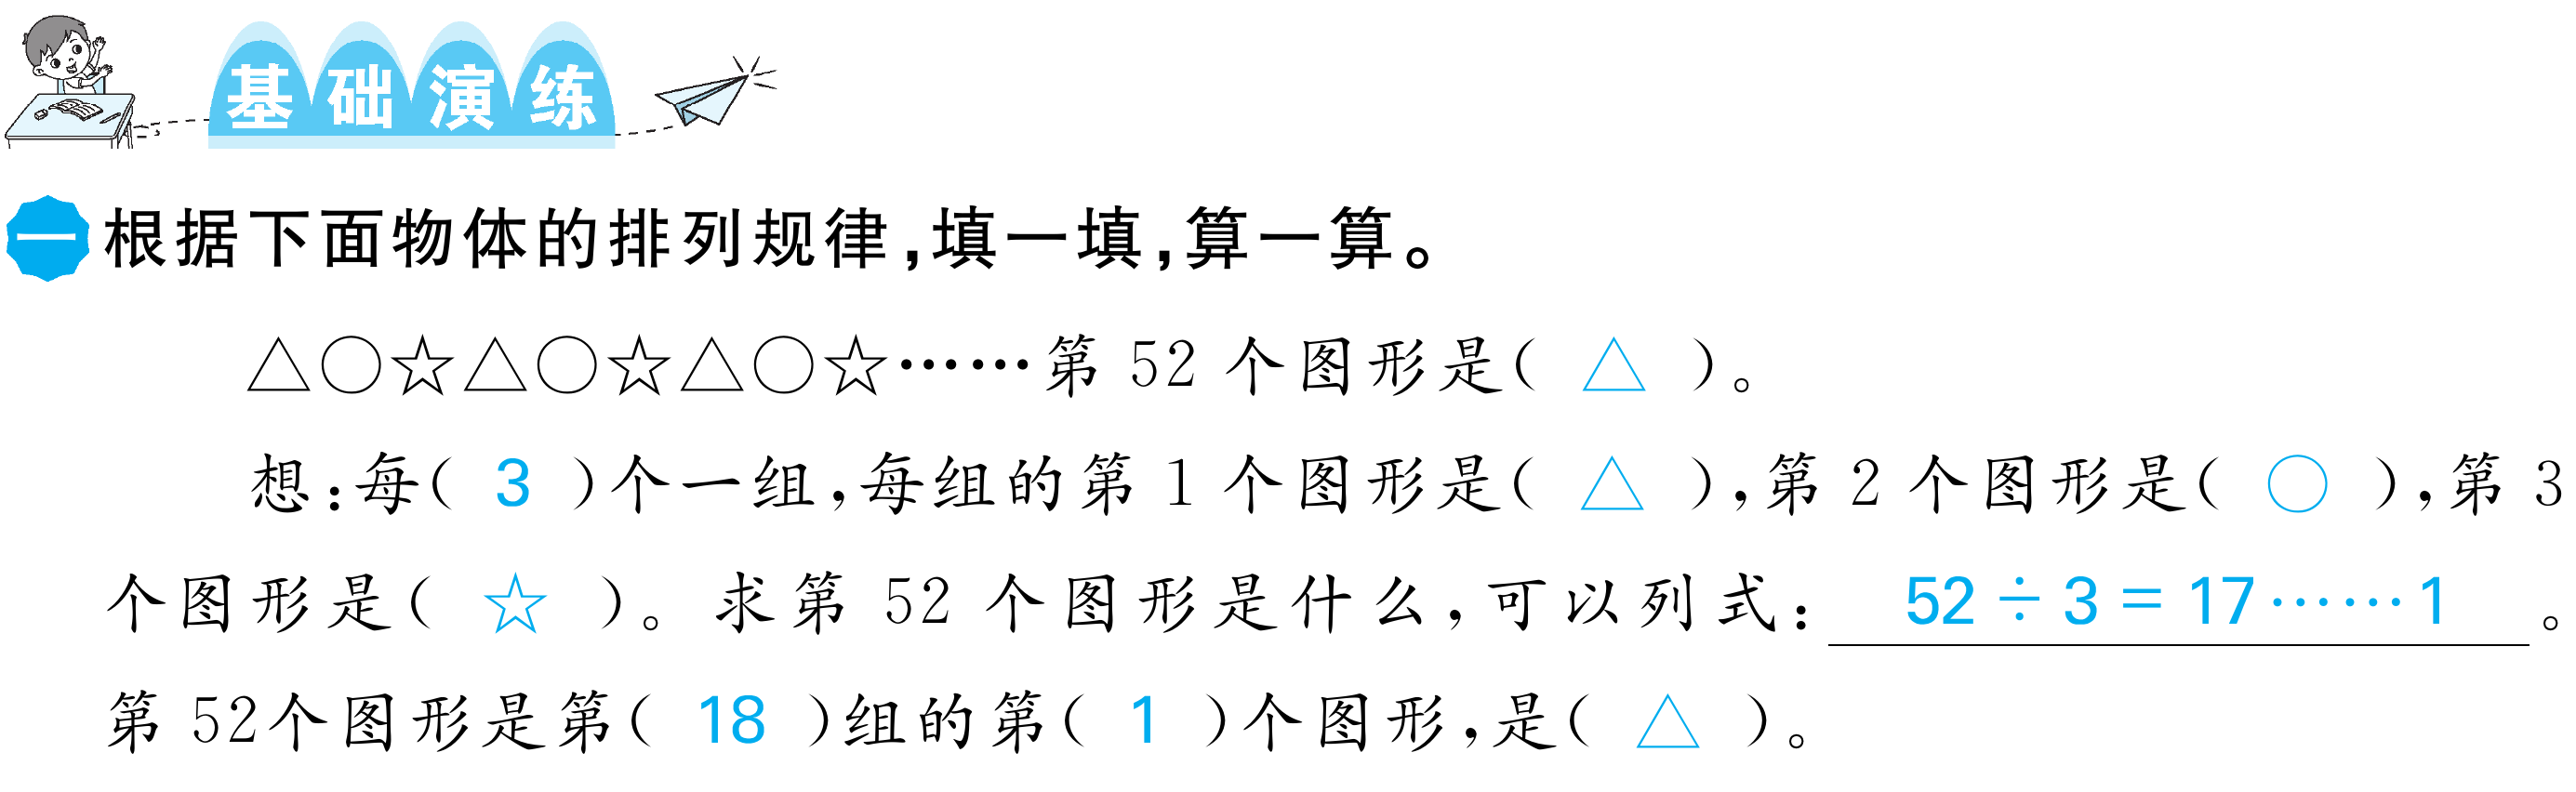 基础演练
一 根据下面物体的排列规律,填一填,算一算。
△○☆△○☆△○☆……第 52 个图形是( △ )。
想:每( 3 )个一组,每组的第 1 个图形是( △ ),第 2 个图形是( ○ ),第 3
个图形是( ☆ )。求第 52 个图形是什么,可以列式: 52÷3=17……1 。
第 52个图形是第( 18 )组的第( 1 )个图形,是( △ )。